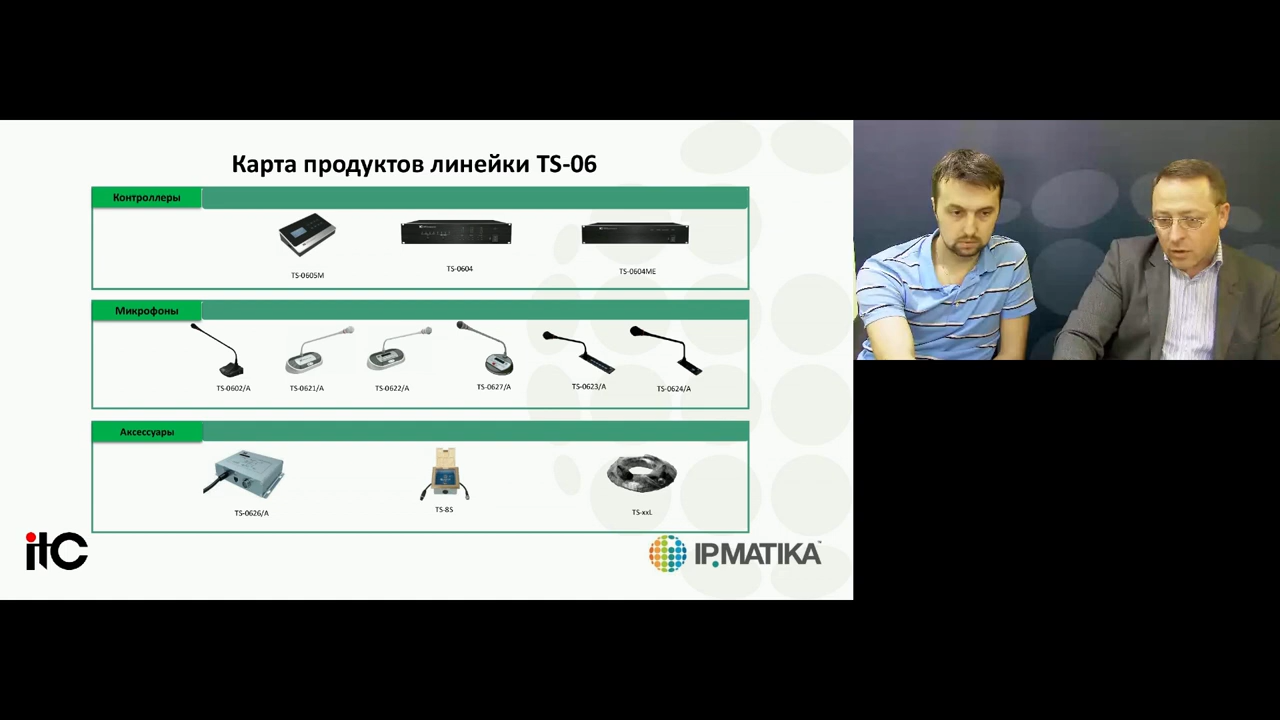 Карта продуктов линейки TS-06
Контроллеры
TS-0605M
TS-0604
TS-0604ME
Микрофоны
TS-0602/A
TS-0621/A
TS-0622/A
TS-0627/A
TS-0623/A
TS-0624/A
Аксессуары
TS-0626/A
TS-8S
TS-xxL
itC
IP.MATIKA™